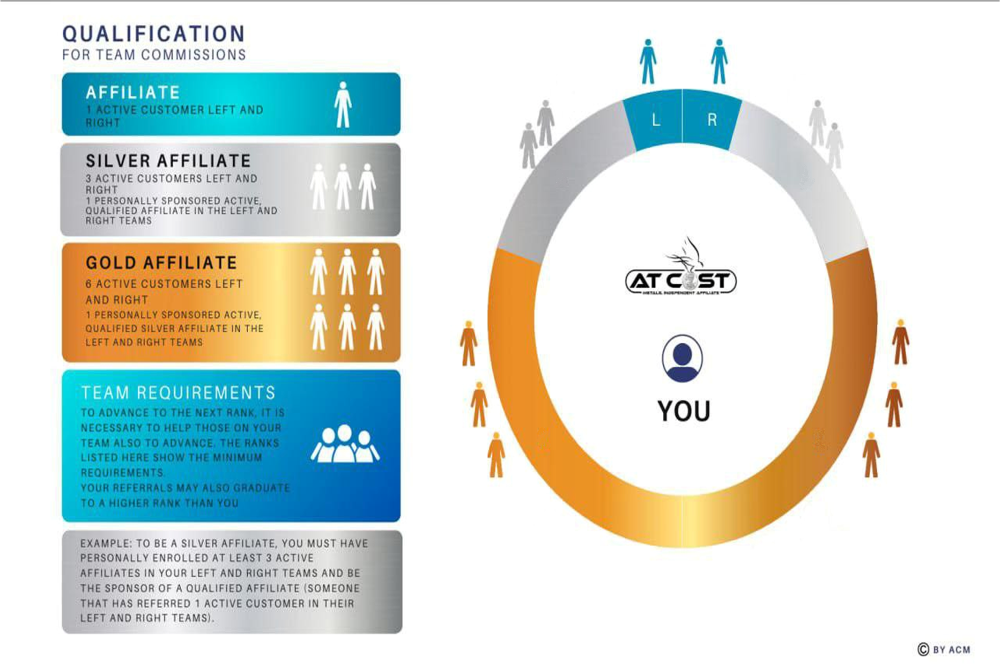 QUALIFICATION
FOR TEAM COMMISSIONS
AFFILIATE
1 ACTIVE CUSTOMER LEFT AND
RIGHT
SILVER AFFILIATE
3 ACTIVE CUSTOMERS LEFT AND
RIGHT
1 PERSONALLY SPONSORED ACTIVE,
QUALIFIED AFFILIATE IN THE LEFT AND
RIGHT TEAMS
GOLD AFFILIATE
6 ACTIVE CUSTOMERS LEFT
AND RIGHT
1 PERSONALLY SPONSORED ACTIVE,
QUALIFIED SILVER AFFILIATE IN THE
LEFT AND RIGHT TEAMS
TEAM REQUIREMENTS
TO ADVANCE TO THE NEXT RANK, IT IS
NECESSARY TO HELP THOSE ON YOUR
TEAM ALSO TO ADVANCE. THE RANKS
LISTED HERE SHOW THE MINIMUM
REQUIREMENTS.
YOUR REFERRALS MAY ALSO GRADUATE
TO A HIGHER RANK THAN YOU
EXAMPLE: TO BE A SILVER AFFILIATE, YOU MUST HAVE
PERSONALLY ENROLLED AT LEAST 3 ACTIVE
AFFILIATES IN YOUR LEFT AND RIGHT TEAMS AND BE
THE SPONSOR OF A QUALIFIED AFFILIATE (SOMEONE
THAT HAS REFERRED 1 ACTIVE CUSTOMER IN THEIR
LEFT AND RIGHT TEAMS).
L R
AT COST
METALS, INDEPENDENT AFFILIATE
YOU
© BY ACM